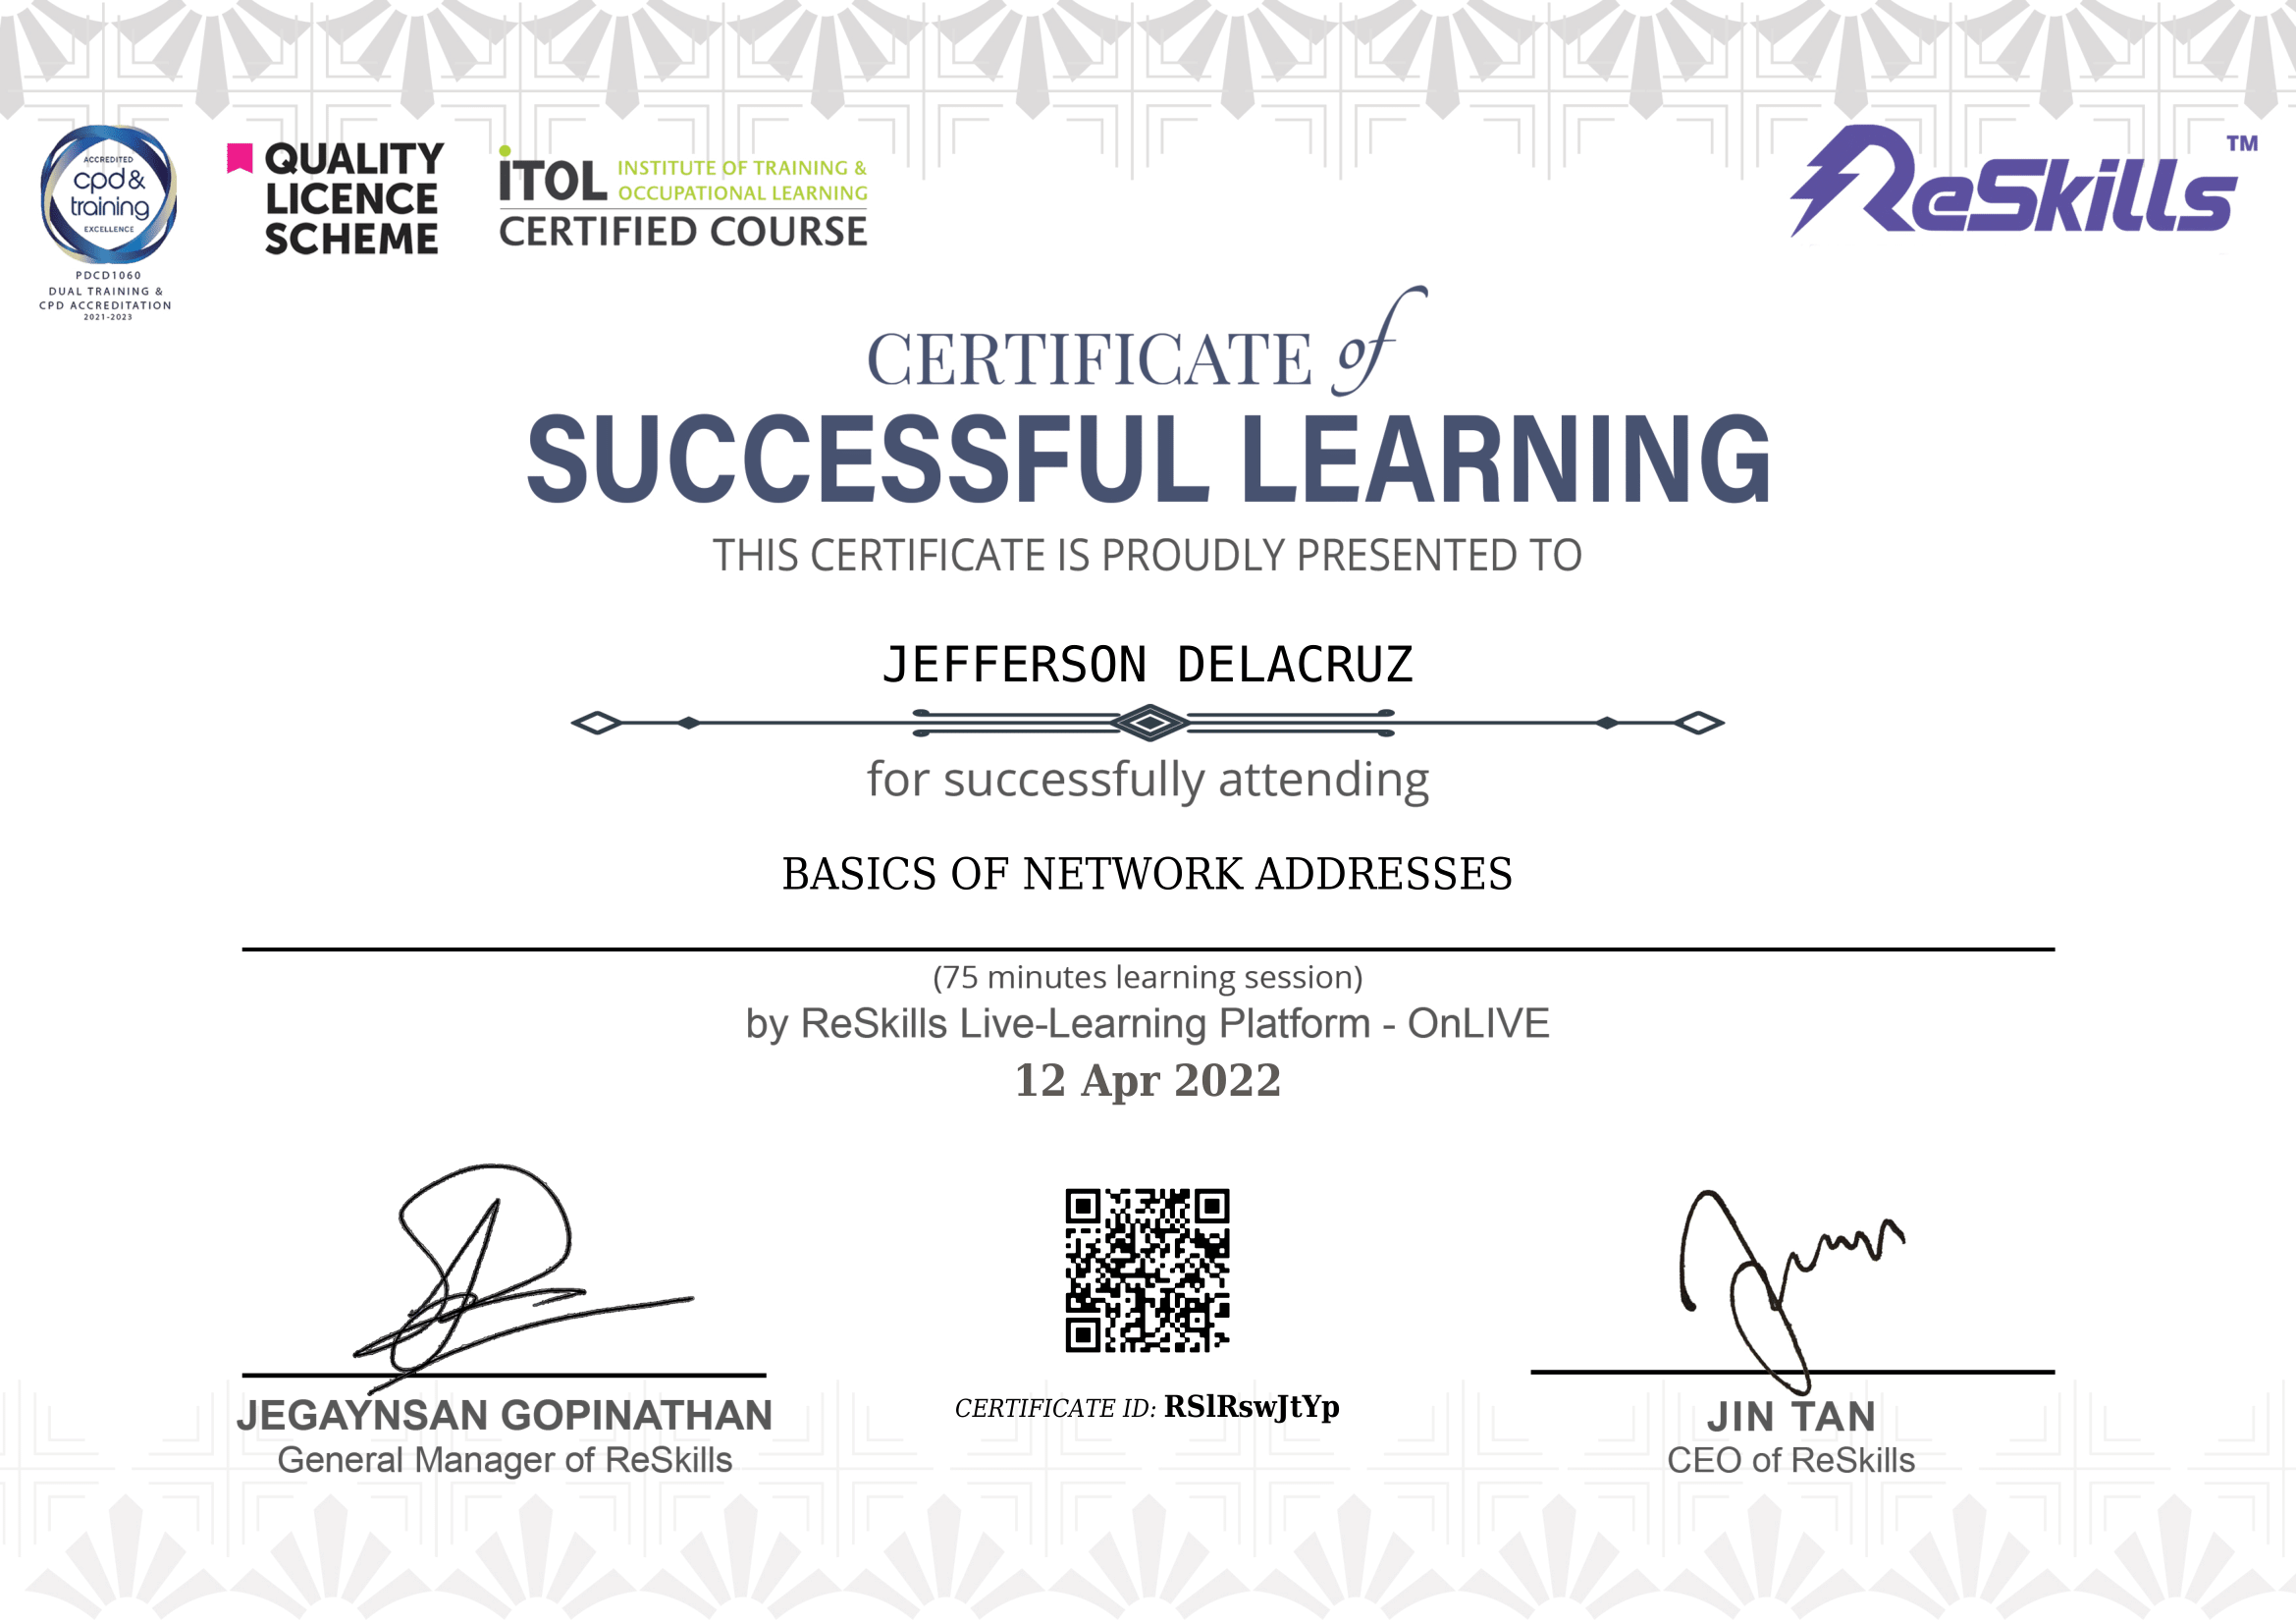 ACCREDITED
cpd &
training
EXCELLENCE
PDCD1060
DUAL TRAINING &
CPD ACCREDITATION
2021-2023
QUALITY
LICENCE
SCHEME
iTOL INSTITUTE OF TRAINING &
OCCUPATIONAL LEARNING
CERTIFIED COURSE
ReSkills TM
CERTIFICATE of
SUCCESSFUL LEARNING
THIS CERTIFICATE IS PROUDLY PRESENTED TO
JEFFERSON DELACRUZ
for successfully attending
BASICS OF NETWORK ADDRESSES
(75 minutes learning session)
by ReSkills Live-Learning Platform - OnLIVE
12 Apr 2022
JEGAYNSAN GOPINATHAN
General Manager of ReSkills
CERTIFICATE ID: RSlRswJtYp
JIN TAN
CEO of ReSkills